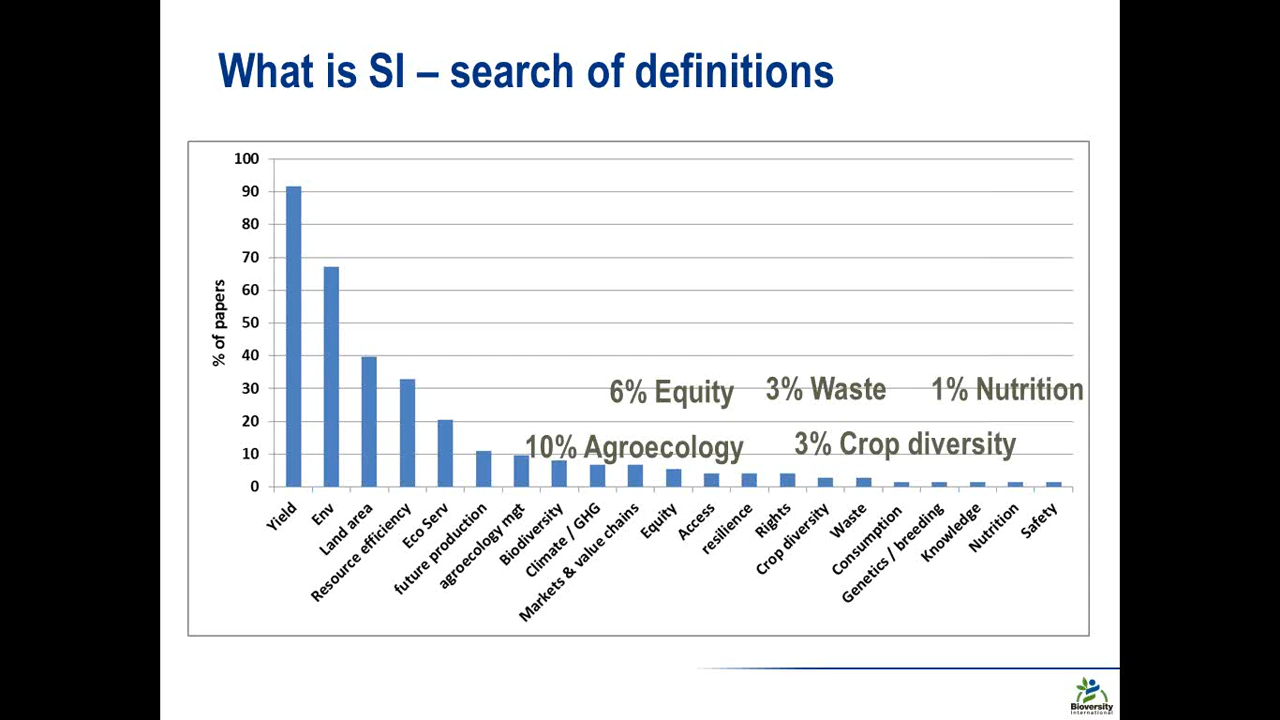 What is SI – search of definitions
100
90
80
70
60
50
40
30
20
10
0
% of papers
6% Equity
3% Waste
1% Nutrition
10% Agroecology
3% Crop diversity
Yield
Env
Land area
Resource efficiency
Eco Serv
future production
agroecology mgt
Biodiversity
Climate / GHG
Markets & value chains
Equity
Access
resilience
Rights
Crop diversity
Waste
Consumption
Genetics / breeding
Knowledge
Nutrition
Safety
Bioversity
International